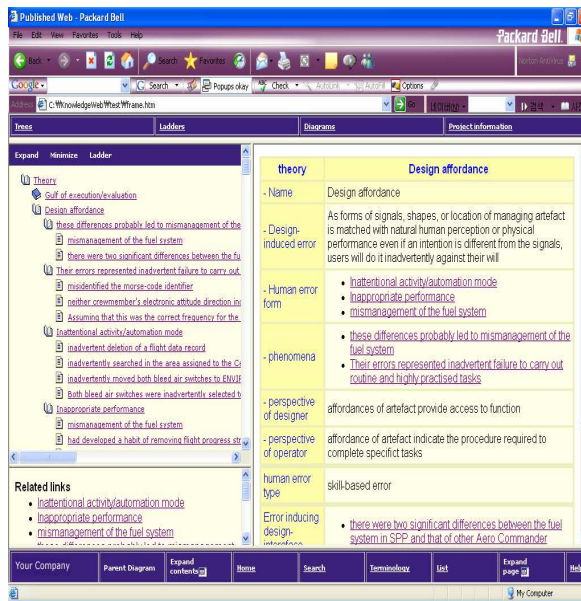 Published Web - Packard Bell
File Edit View Favorites Tools Help
Packard Bell.
Back
Search
Favorites
Norton AntiVirus
Google
Search
Popups okay
Check
AutoLink
AutoFill
Options
Address C:\KnowledgeWeb\test\frame.htm
Go
Trees
Ladders
Diagrams
Project information
Expand Minimize Ladder
Theory
Gulf of execution/evaluation
Design affordance
these differences probably led to mismanagement of the
mismanagement of the fuel system
there were two significant differences between the fu
Their errors represented inadvertent failure to carry out
misidentified the morse-code identifier
neither crewmember's electronic attitude direction in
Assuming that this was the correct frequency for the
Inattentional activity/automation mode
inadvertent deletion of a flight data record
inadvertently searched in the area assigned to the C
inadvertently moved both bleed air switches to ENVIF
Both bleed air switches were inadvertently selected t
Inappropriate performance
mismanagement of the fuel system
had developed a habit of removing flight progress str
Related links
• Inattentional activity/automation mode
• Inappropriate performance
• mismanagement of the fuel system
theory
Design affordance
- Name
Design affordance
- Design-
induced error
As forms of signals, shapes, or location of managing artefact
is matched with natural human perception or physical
performance even if an intention is different from the signals,
users will do it inadvertently against their will
- Human error
form
• Inattentional activity/automation mode
• Inappropriate performance
• mismanagement of the fuel system
- phenomena
• these differences probably led to mismanagement of the
fuel system
• Their errors represented inadvertent failure to carry out
routine and highly practised tasks
- perspective
of designer
affordances of artefact provide access to function
- perspective
of operator
affordance of artefact indicate the procedure required to
complete specifict tasks
human error
type
skill-based error
Error inducing
design-
• there were two significant differences between the fuel
system in SPP and that of other Aero Commander
Your Company
Parent Diagram
Expand
contents
Home
Search
Terminology
List
Expand
page
Help
My Computer